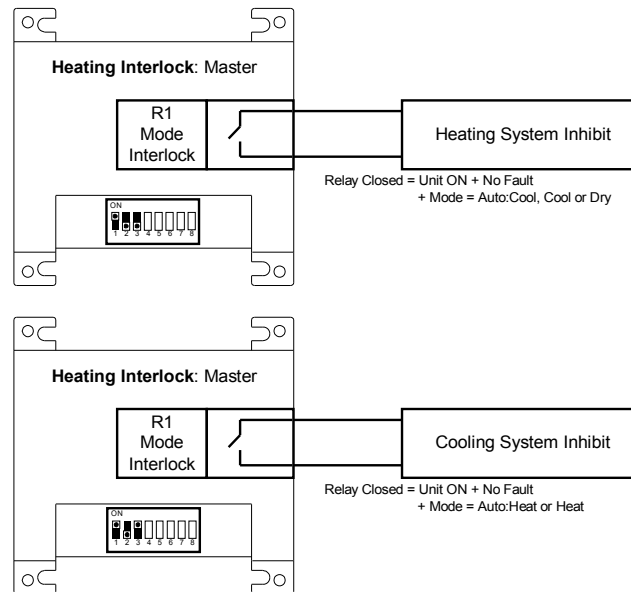 Heating Interlock: Master
R1
Mode
Interlock
Heating System Inhibit
Relay Closed = Unit ON + No Fault
+ Mode = Auto:Cool, Cool or Dry
ON
1 2 3 4 5 6 7 8
Heating Interlock: Master
R1
Mode
Interlock
Cooling System Inhibit
Relay Closed = Unit ON + No Fault
+ Mode = Auto:Heat or Heat
ON
1 2 3 4 5 6 7 8